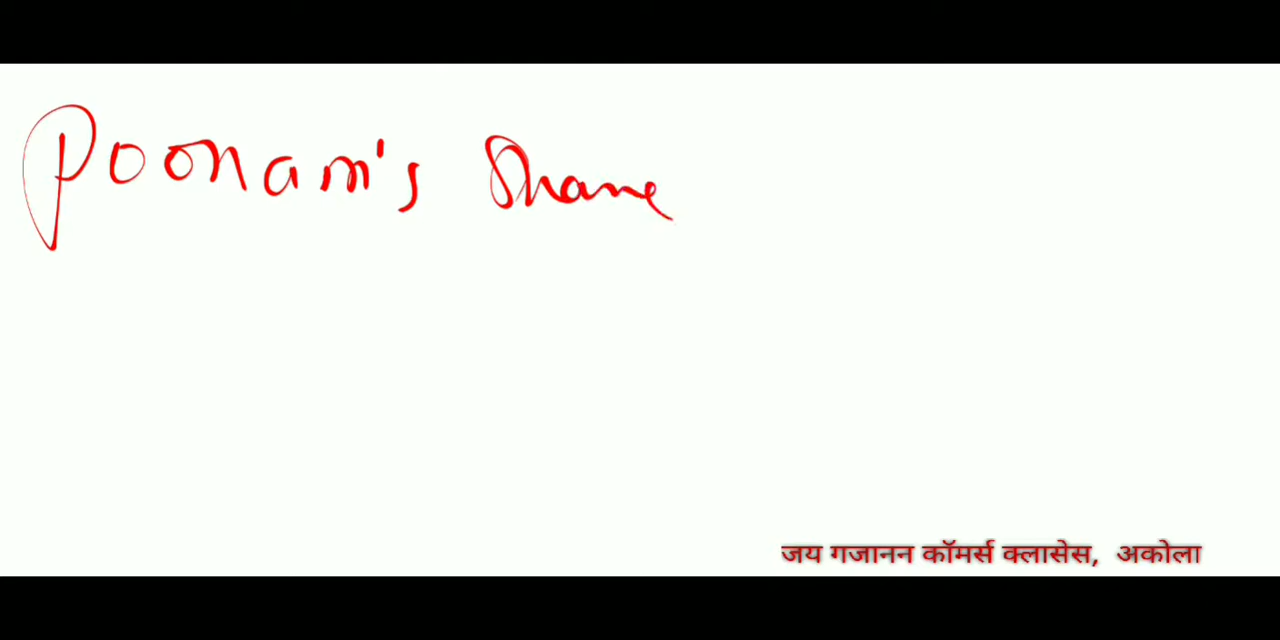 Poonam's Share
जय गजानन कॉमर्स क्लासेस, अकोला